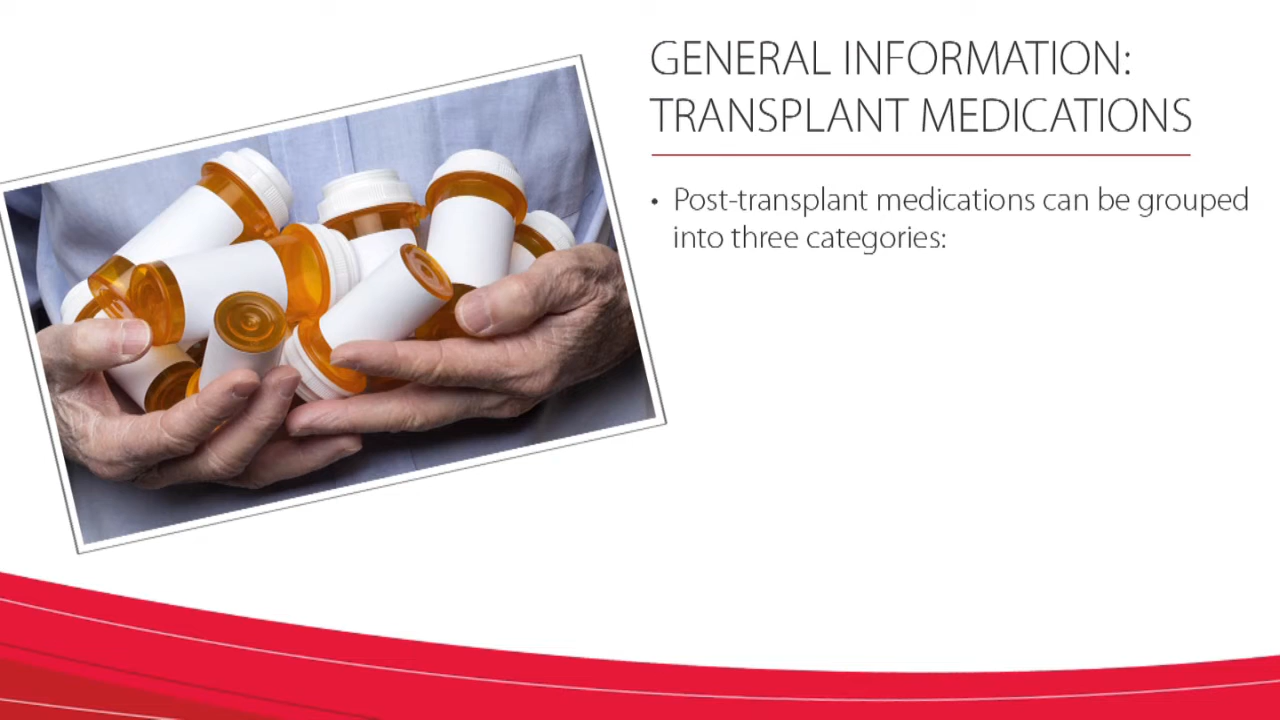 GENERAL INFORMATION:
TRANSPLANT MEDICATIONS
• Post-transplant medications can be grouped
into three categories: